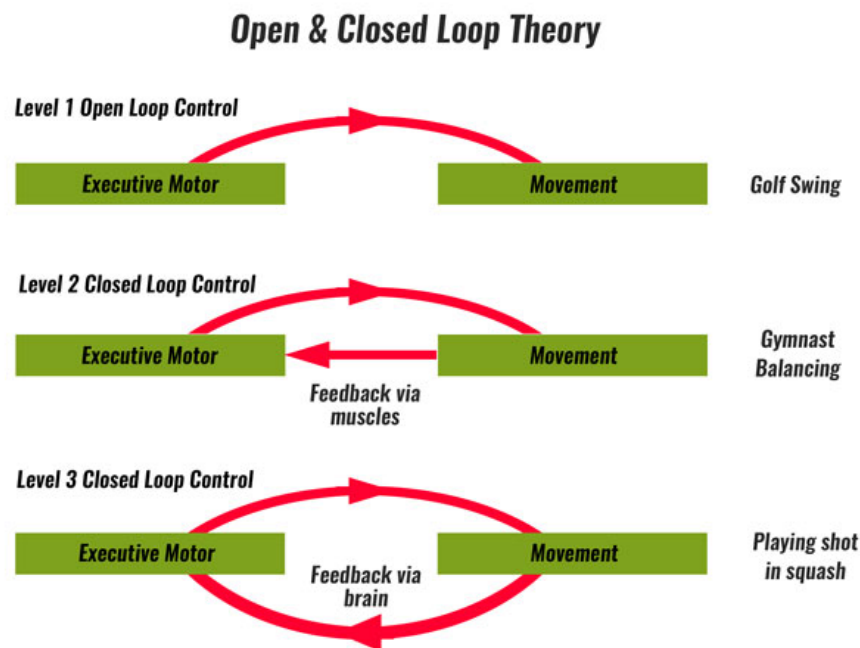 Open & Closed Loop Theory
Level 1 Open Loop Control
Executive Motor
Movement
Golf Swing
Level 2 Closed Loop Control
Executive Motor
Movement
Gymnast
Balancing
Feedback via
muscles
Level 3 Closed Loop Control
Executive Motor
Movement
Playing shot
in squash
Feedback via
brain